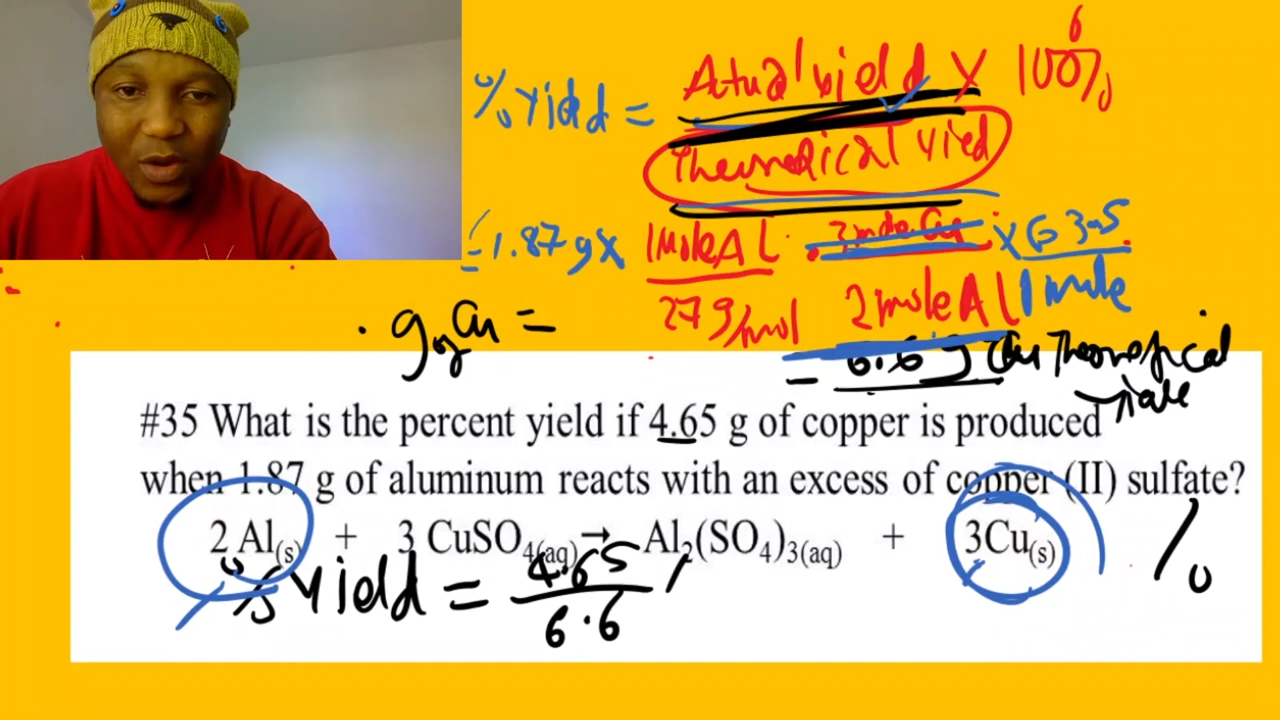 % Yield = Actual yield X 100%
Theoredical yied
= 1.87 g x 1 Mole Al . 3 mole Cu x 63.5
27 g/mol 2 mole Al 1 mole
g of Cu =
= 6.6 g Cu Theoretical
#35 What is the percent yield if 4.65 g of copper is produced
when 1.87 g of aluminum reacts with an excess of copper (II) sulfate?
2 Al(s) + 3 CuSO4(aq) → Al2(SO4)3(aq) + 3Cu(s)
% Yield = 4.65
6.6
%